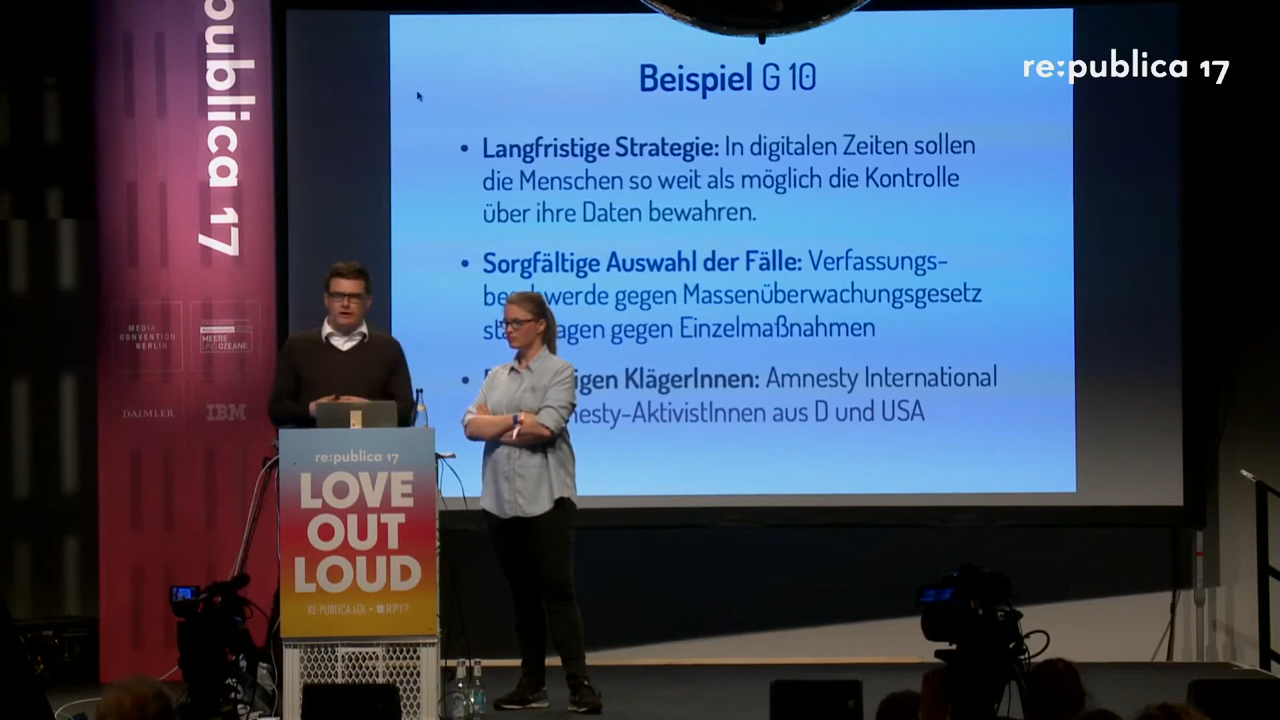 publica 17
re:publica 17
Beispiel G 10
• Langfristige Strategie: In digitalen Zeiten sollen
die Menschen so weit als möglich die Kontrolle
über ihre Daten bewahren.
• Sorgfältige Auswahl der Fälle: Verfassungs-
werde gegen Massenüberwachungsgesetz
agen gegen Einzelmaßnahmen
• igen KlägerInnen: Amnesty International
nesty-AktivistInnen aus D und USA
MEDIA
CONVENTION
BERLIN
MEERE
UND OZEANE
DAIMLER
IBM
re:publica 17
LOVE
OUT
LOUD
RE-PUBLICA.LOL • #RP17